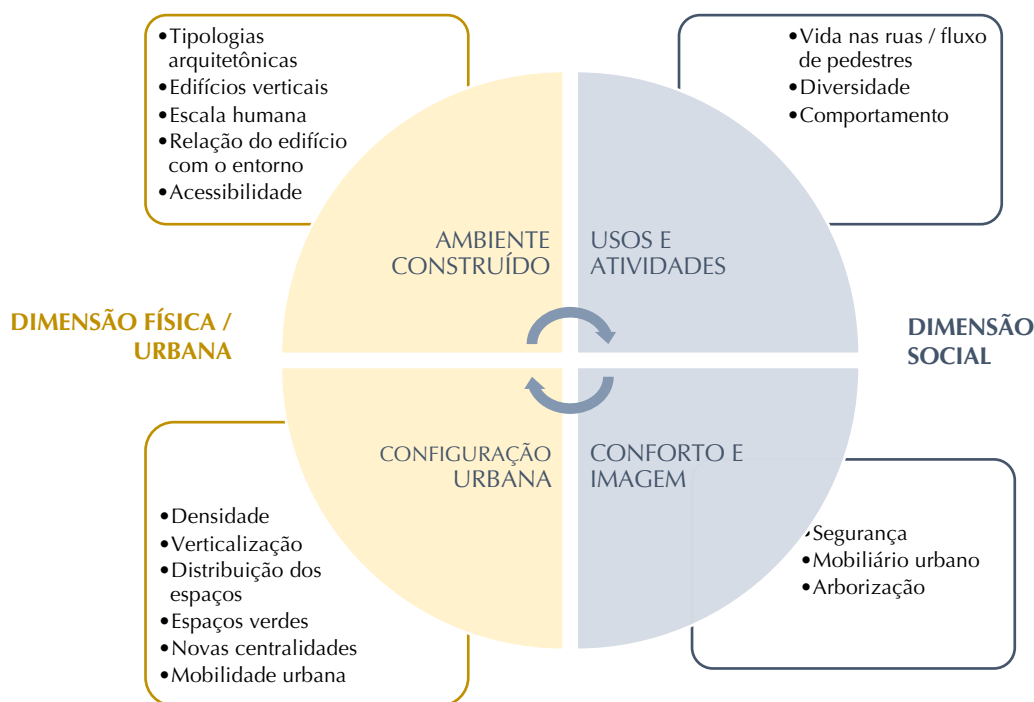 •Tipologias
arquitetônicas
•Edifícios verticais
•Escala humana
•Relação do edifício
com o entorno
•Acessibilidade
•Vida nas ruas / fluxo
de pedestres
•Diversidade
•Comportamento
AMBIENTE
CONSTRUÍDO
USOS E
ATIVIDADES
DIMENSÃO FÍSICA /
URBANA
DIMENSÃO
SOCIAL
CONFIGURAÇÃO
URBANA
CONFORTO E
IMAGEM
•Densidade
•Verticalização
•Distribuição dos
espaços
•Espaços verdes
•Novas centralidades
•Mobilidade urbana
•Segurança
•Mobiliário urbano
•Arborização